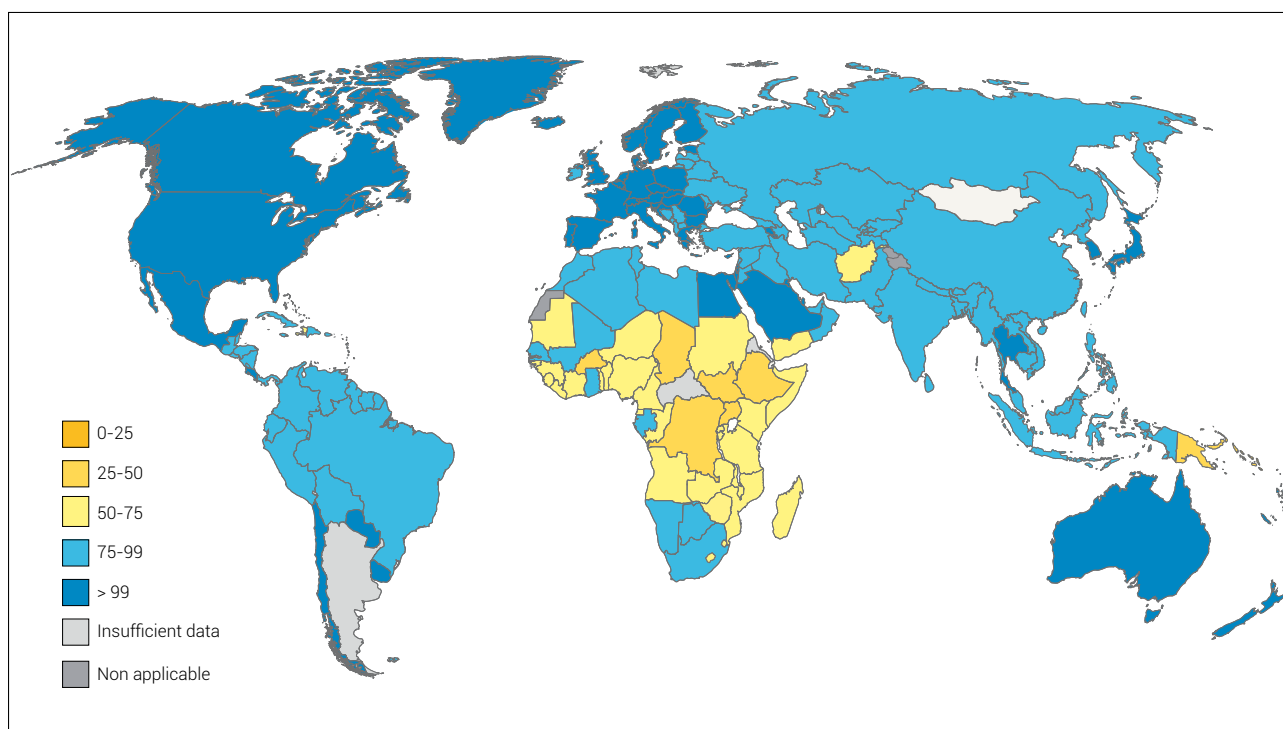 0-25
25-50
50-75
75-99
> 99
Insufficient data
Non applicable